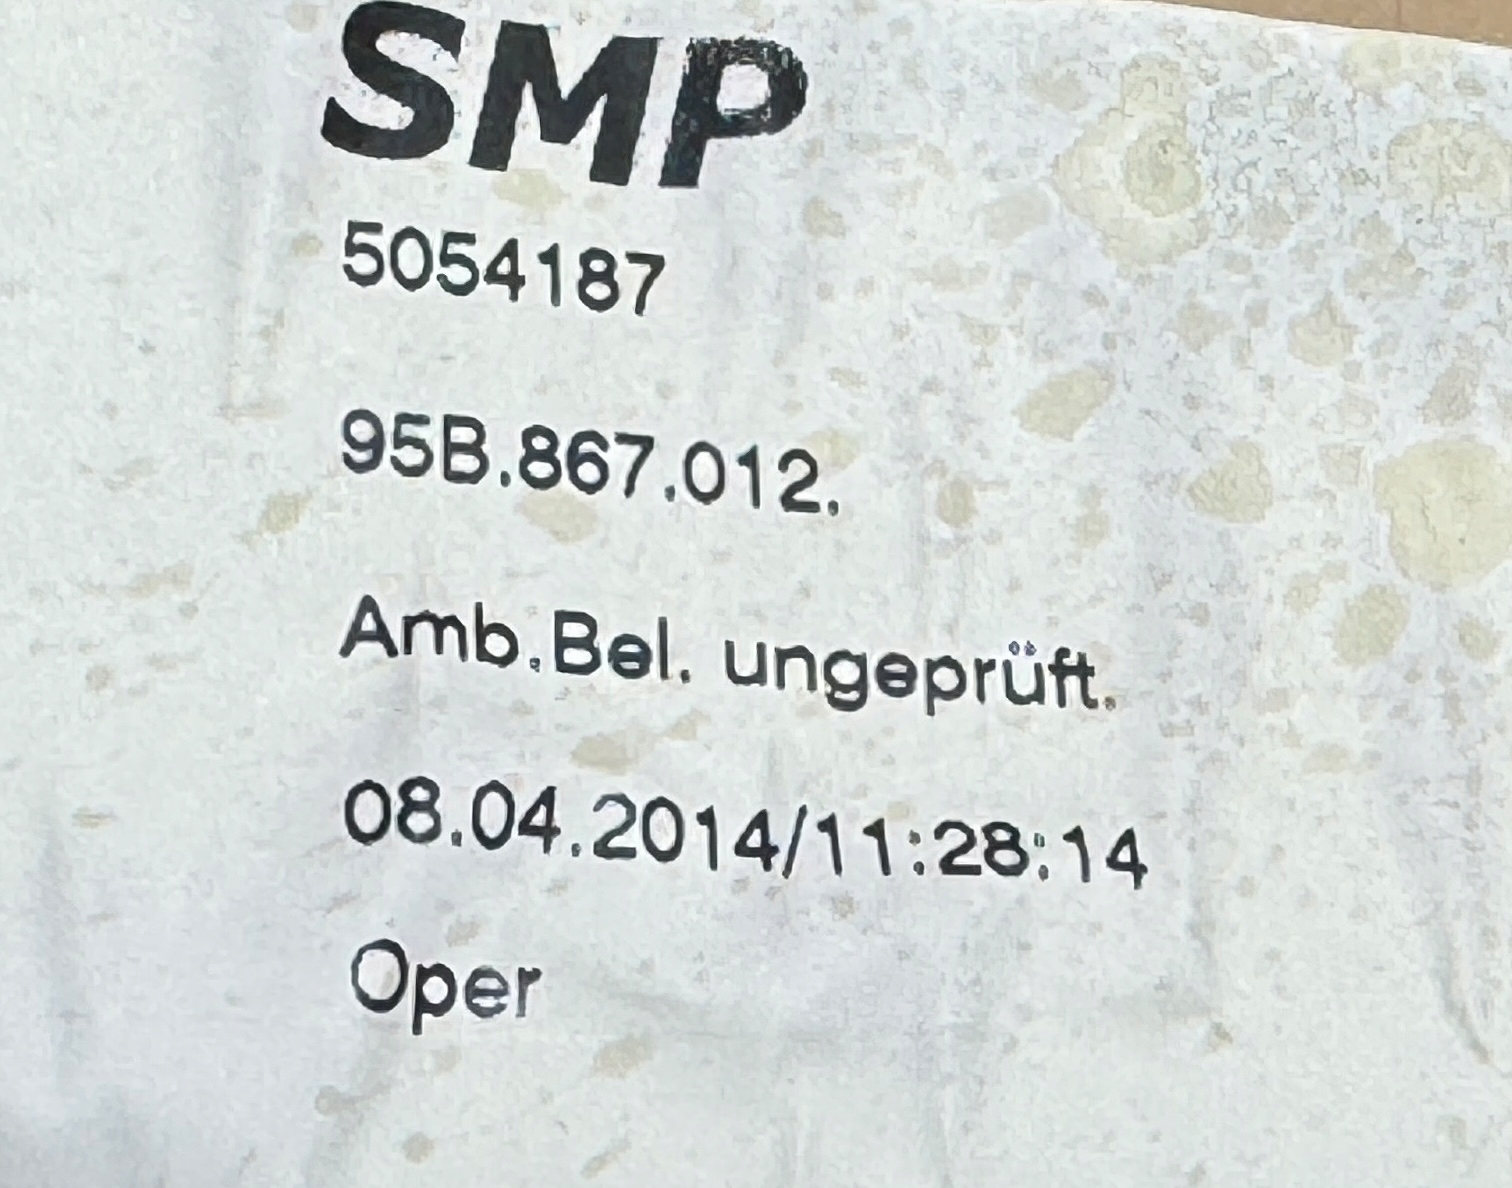 SMP
5054187
95B.867.012.
Amb.Bel. ungeprüft.
08.04.2014/11:28:14
Oper